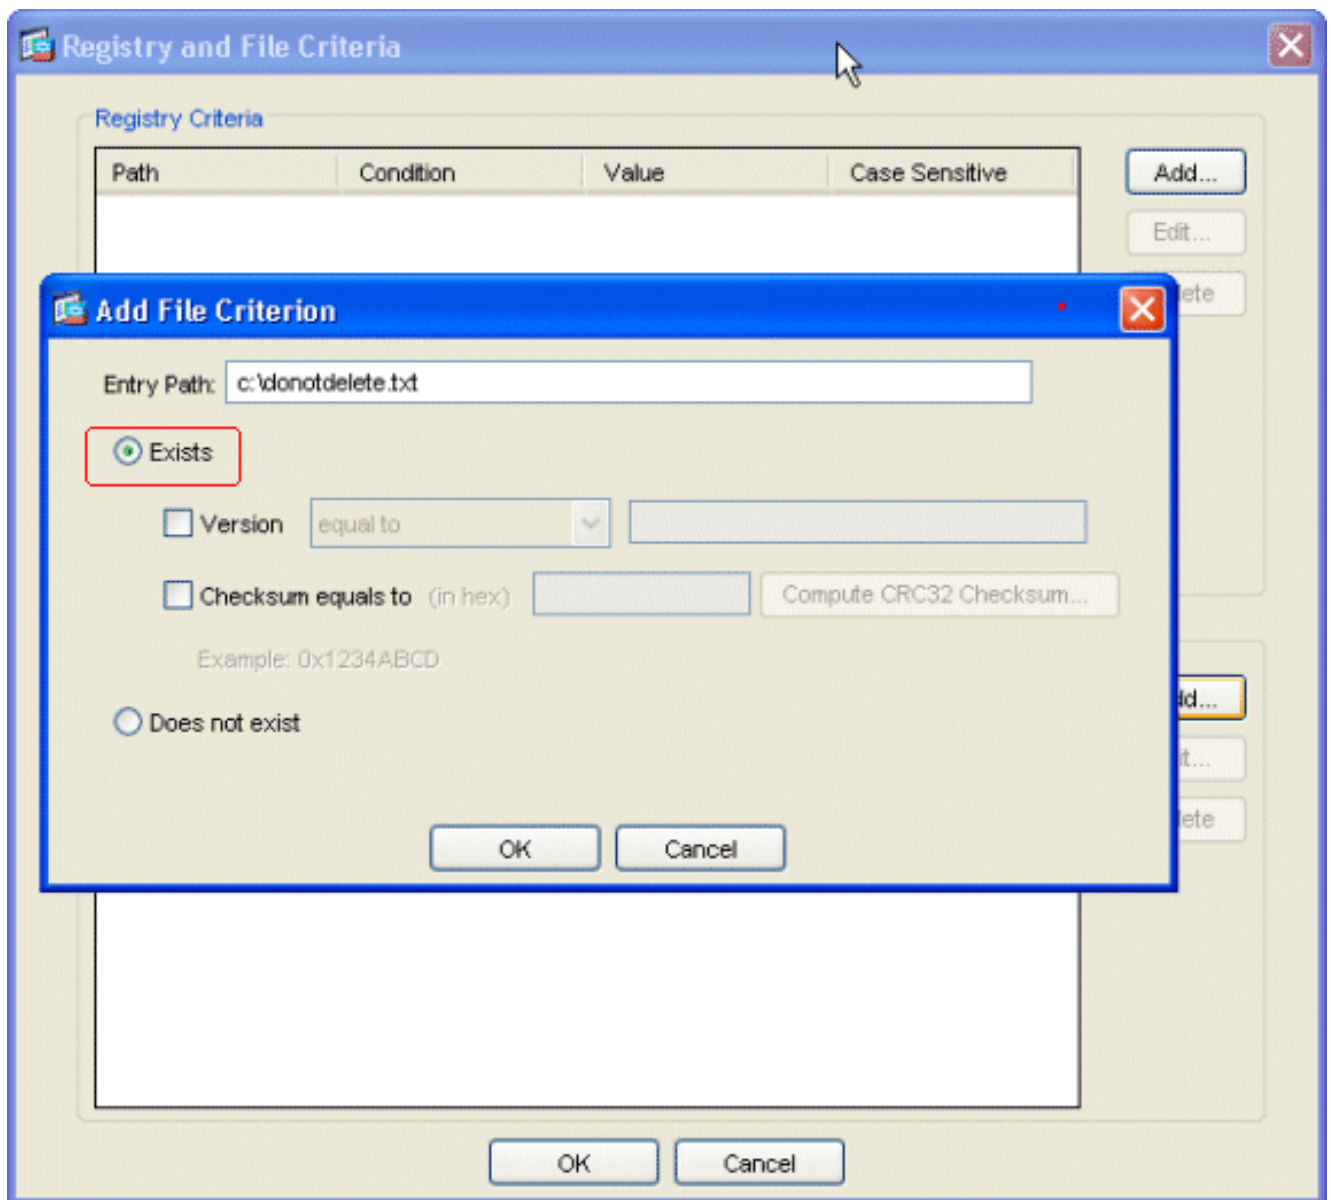 Registry and File Criteria
Registry Criteria
Path Condition Value Case Sensitive
Add...
Edit...
Add File Criterion
Entry Path: c:\donotdelete.txt
Exists
Version equal to
Checksum equals to (in hex) Compute CRC32 Checksum...
Example: 0x1234ABCD
Does not exist
OK Cancel
OK Cancel